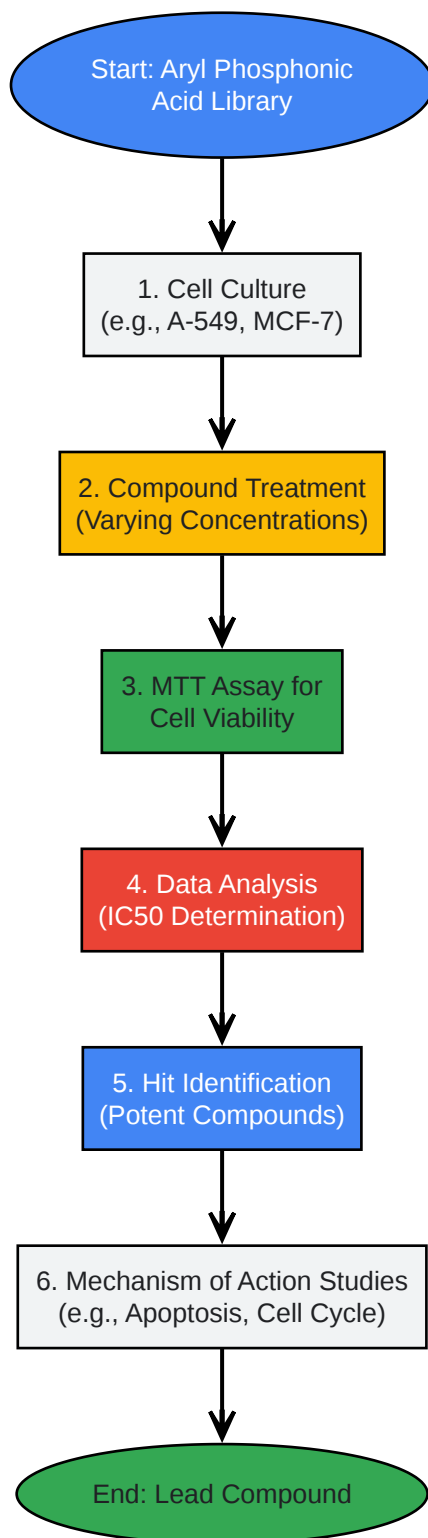 Start: Aryl Phosphonic
Acid Library
1. Cell Culture
(e.g., A-549, MCF-7)
2. Compound Treatment
(Varying Concentrations)
3. MTT Assay for
Cell Viability
4. Data Analysis
(IC50 Determination)
5. Hit Identification
(Potent Compounds)
6. Mechanism of Action Studies
(e.g., Apoptosis, Cell Cycle)
End: Lead Compound